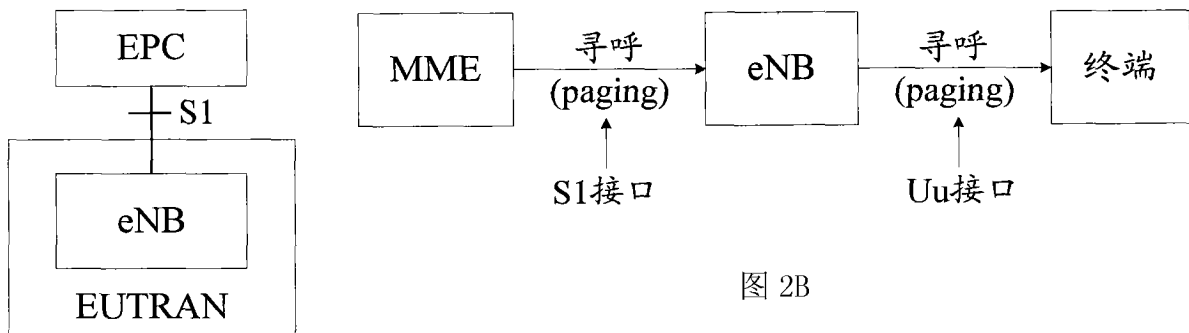 EPC
S1
eNB
EUTRAN
MME
寻呼
(paging)
S1接口
eNB
寻呼
(paging)
Uu接口
终端
图 2B